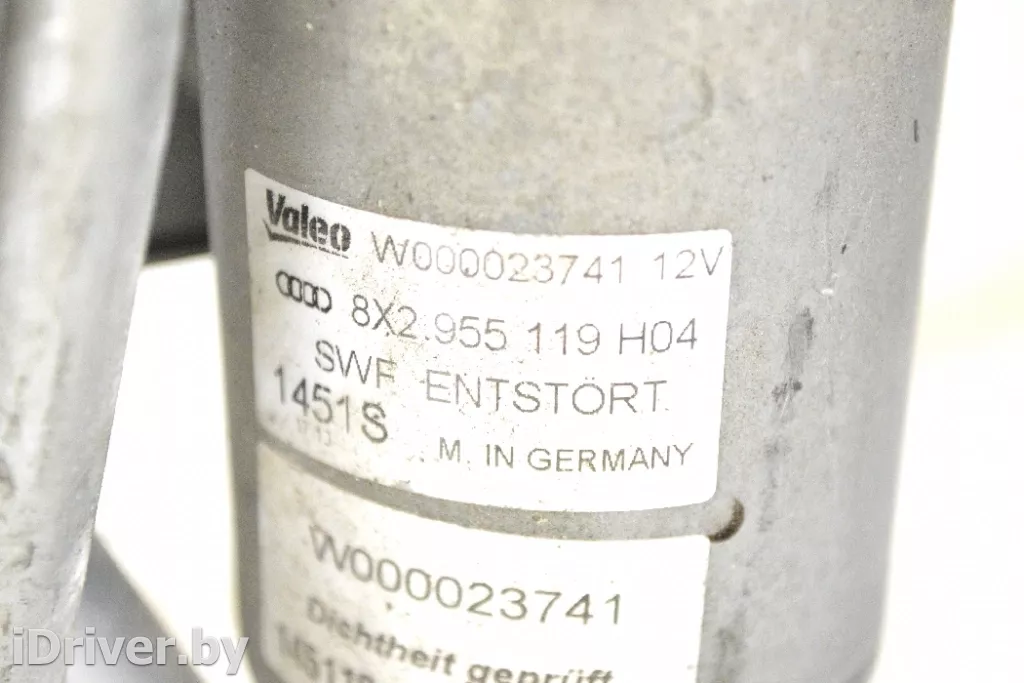 Valeo W000023741 12V
8X2.955 119 H04
SWF ENTSTÖRT
1451S
M. IN GERMANY
W000023741
Dichtheit geprüft
iDriver.by